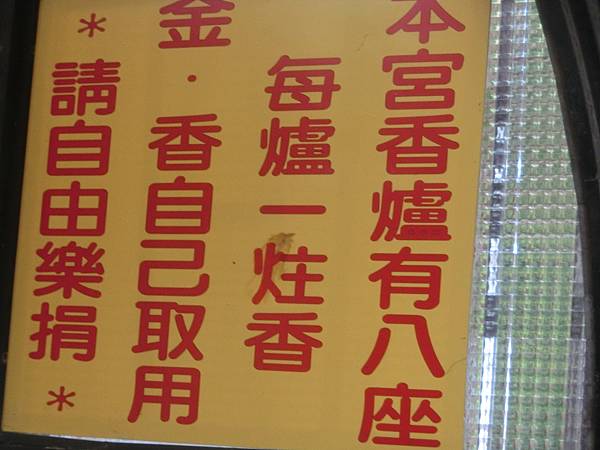 本宮香爐有八座
每爐一炷香
金·香自己取用
*請自由樂捐*